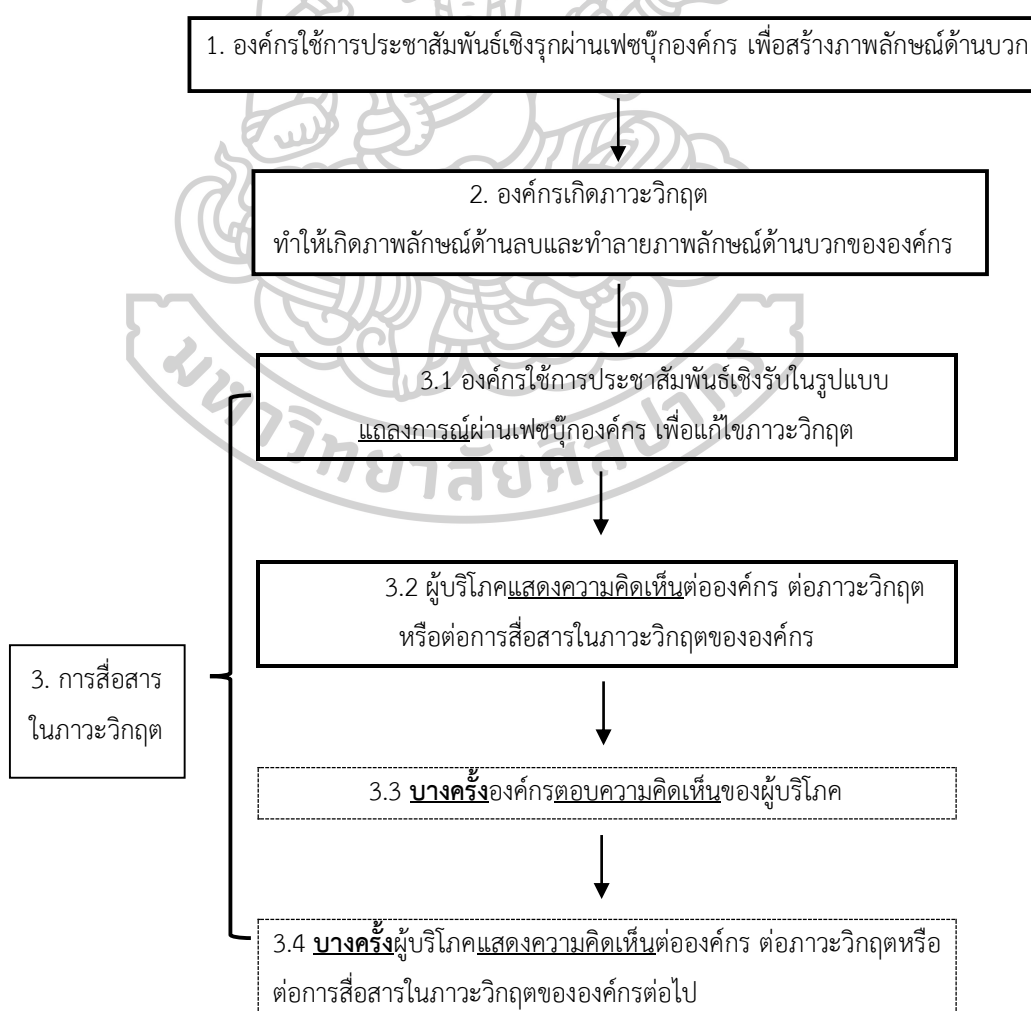 1. องค์กรใช้การประชาสัมพันธ์เชิงรุกผ่านเฟซบุ๊กองค์กร เพื่อสร้างภาพลักษณ์ด้านบวก
2. องค์กรเกิดภาวะวิกฤต
ทำให้เกิดภาพลักษณ์ด้านลบและทำลายภาพลักษณ์ด้านบวกขององค์กร
มหาวิทยาลัยศิลปากร
3.1 องค์กรใช้การประชาสัมพันธ์เชิงรับในรูปแบบ
แถลงการณ์ผ่านเฟซบุ๊กองค์กร เพื่อแก้ไขภาวะวิกฤต
3.2 ผู้บริโภคแสดงความคิดเห็นต่อองค์กร ต่อภาวะวิกฤต
หรือต่อการสื่อสารในภาวะวิกฤตขององค์กร
3. การสื่อสาร
ในภาวะวิกฤต
3.3 บางครั้งองค์กรตอบความคิดเห็นของผู้บริโภค
3.4 บางครั้งผู้บริโภคแสดงความคิดเห็นต่อองค์กร ต่อภาวะวิกฤตหรือ
ต่อการสื่อสารในภาวะวิกฤตขององค์กรต่อไป